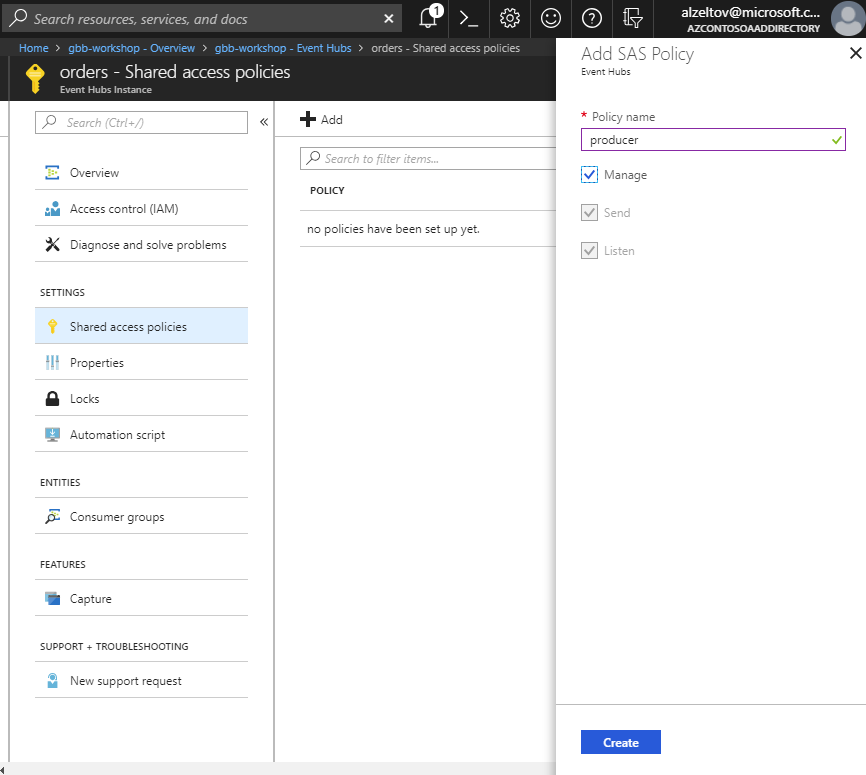 Search resources, services, and docs
1
alzeltov@microsoft.c...
AZCONTOSOAADDIRECTORY
Home > gbb-workshop - Overview > gbb-workshop - Event Hubs > orders - Shared access policies
orders - Shared access policies
Event Hubs Instance
Search (Ctrl+/)
«
Overview
Access control (IAM)
Diagnose and solve problems
SETTINGS
Shared access policies
Properties
Locks
Automation script
ENTITIES
Consumer groups
FEATURES
Capture
SUPPORT + TROUBLESHOOTING
New support request
Add
Search to filter items...
POLICY
no policies have been set up yet.
Add SAS Policy
Event Hubs
* Policy name
producer
Manage
Send
Listen
Create